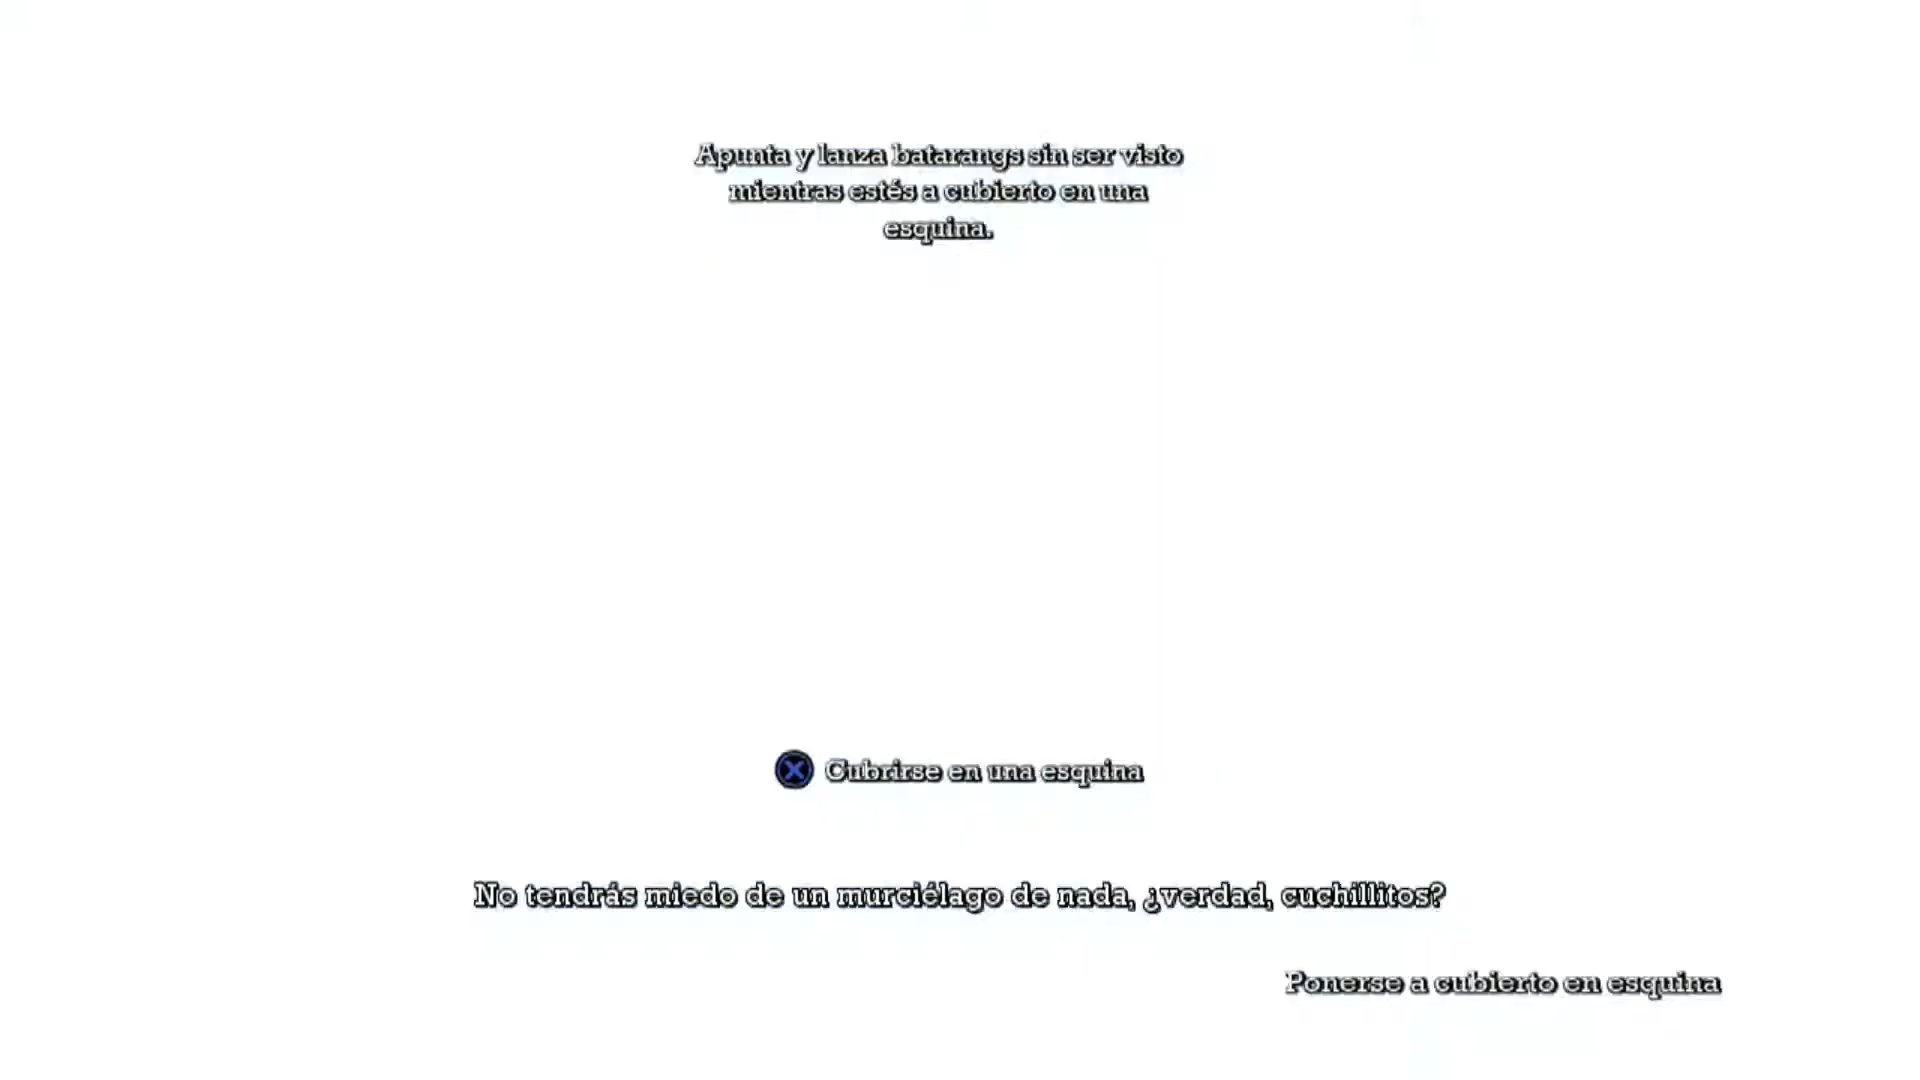 Apunta y lanza batarangs sin ser visto
mientras estés a cubierto en una
esquina.
Cubrirse en una esquina
No tendrás miedo de un murciélago de nada, ¿verdad, cuchillitos?
Ponerse a cubierto en esquina